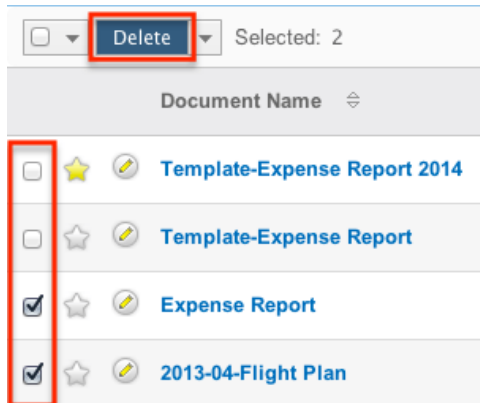 Delete Selected: 2
Document Name
Template-Expense Report 2014
Template-Expense Report
Expense Report
2013-04-Flight Plan